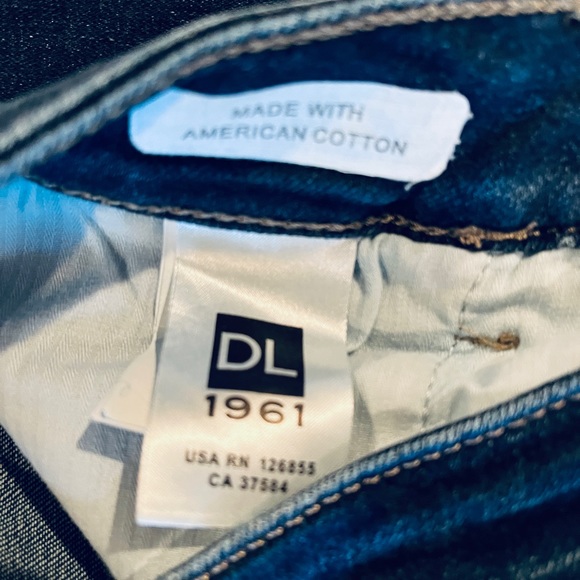 MADE WITH
AMERICAN COTTON
DL
1961
USA RN 126855
CA 37584